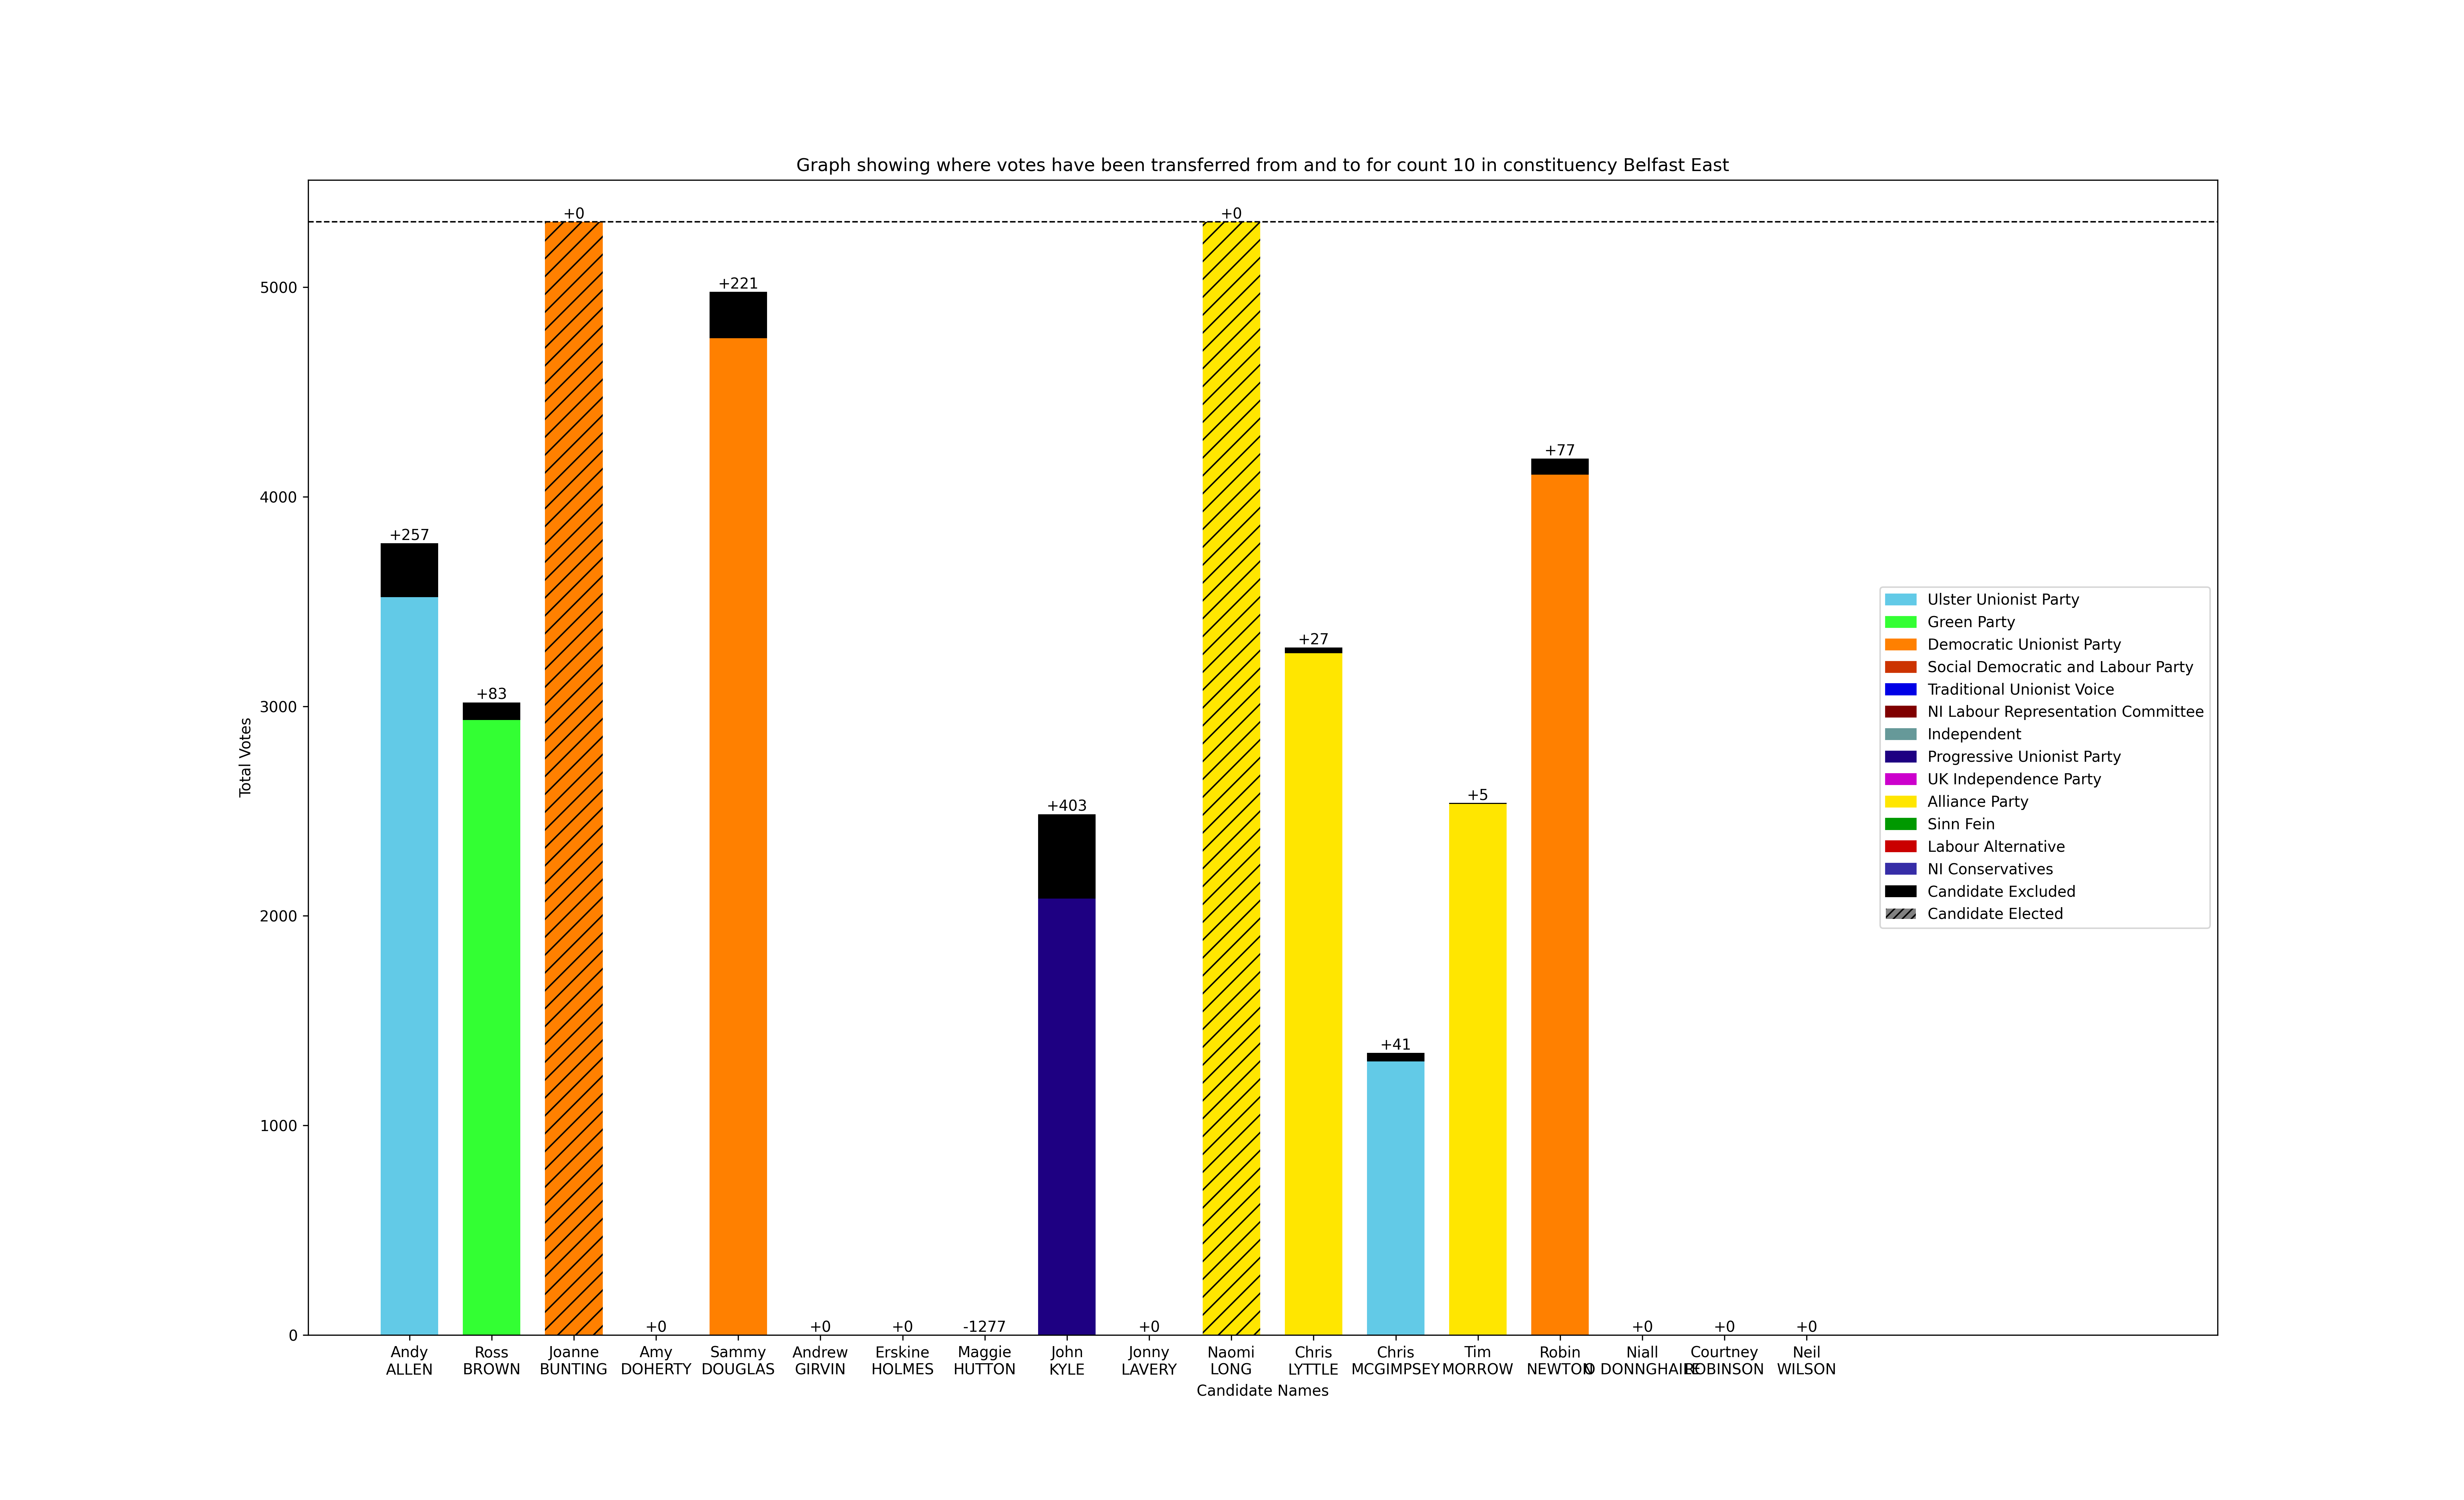 Graph showing where votes have been transferred from and to for count 10 in constituency Belfast East
Total Votes
5000
4000
3000
2000
1000
0
+257
+83
+0
+0
+221
+0
+0
-1277
+403
+0
+0
+27
+41
+5
+77
+0
+0
+0
Andy
ALLEN
Ross
BROWN
Joanne
BUNTING
Amy
DOHERTY
Sammy
DOUGLAS
Andrew
GIRVIN
Erskine
HOLMES
Maggie
HUTTON
John
KYLE
Jonny
LAVERY
Naomi
LONG
Chris
LYTTLE
Chris
MCGIMPSEY
Tim
MORROW
Robin
NEWTON
Niall
O DONNGHAILE
Courtney
ROBINSON
Neil
WILSON
Candidate Names
Ulster Unionist Party
Green Party
Democratic Unionist Party
Social Democratic and Labour Party
Traditional Unionist Voice
NI Labour Representation Committee
Independent
Progressive Unionist Party
UK Independence Party
Alliance Party
Sinn Fein
Labour Alternative
NI Conservatives
Candidate Excluded
Candidate Elected